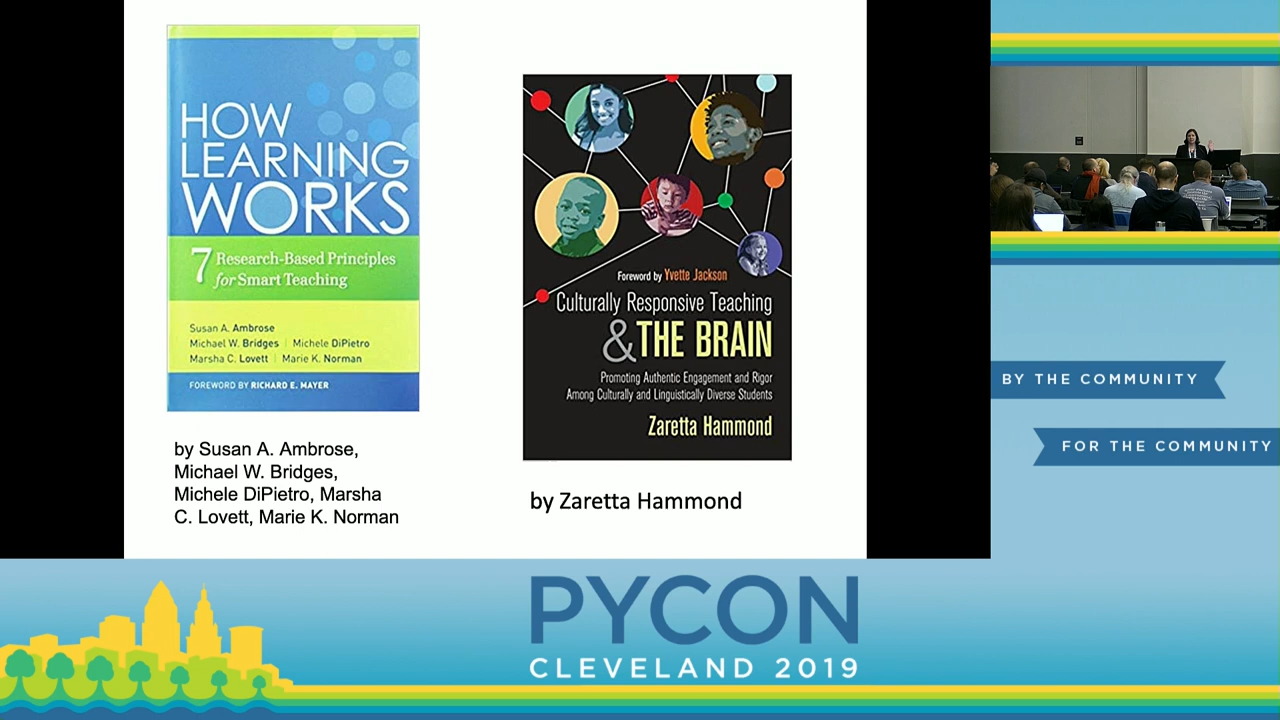 HOW
LEARNING
WORKS
7 Research-Based Principles
for Smart Teaching
Susan A. Ambrose
Michael W. Bridges | Michele DiPietro
Marsha C. Lovett | Marie K. Norman
FOREWORD BY RICHARD E. MAYER
by Susan A. Ambrose,
Michael W. Bridges,
Michele DiPietro, Marsha
C. Lovett, Marie K. Norman
Foreword by Yvette Jackson
Culturally Responsive Teaching
& THE BRAIN
Promoting Authentic Engagement and Rigor
Among Culturally and Linguistically Diverse Students
Zaretta Hammond
by Zaretta Hammond
BY THE COMMUNITY
FOR THE COMMUNITY
PYCON
CLEVELAND 2019